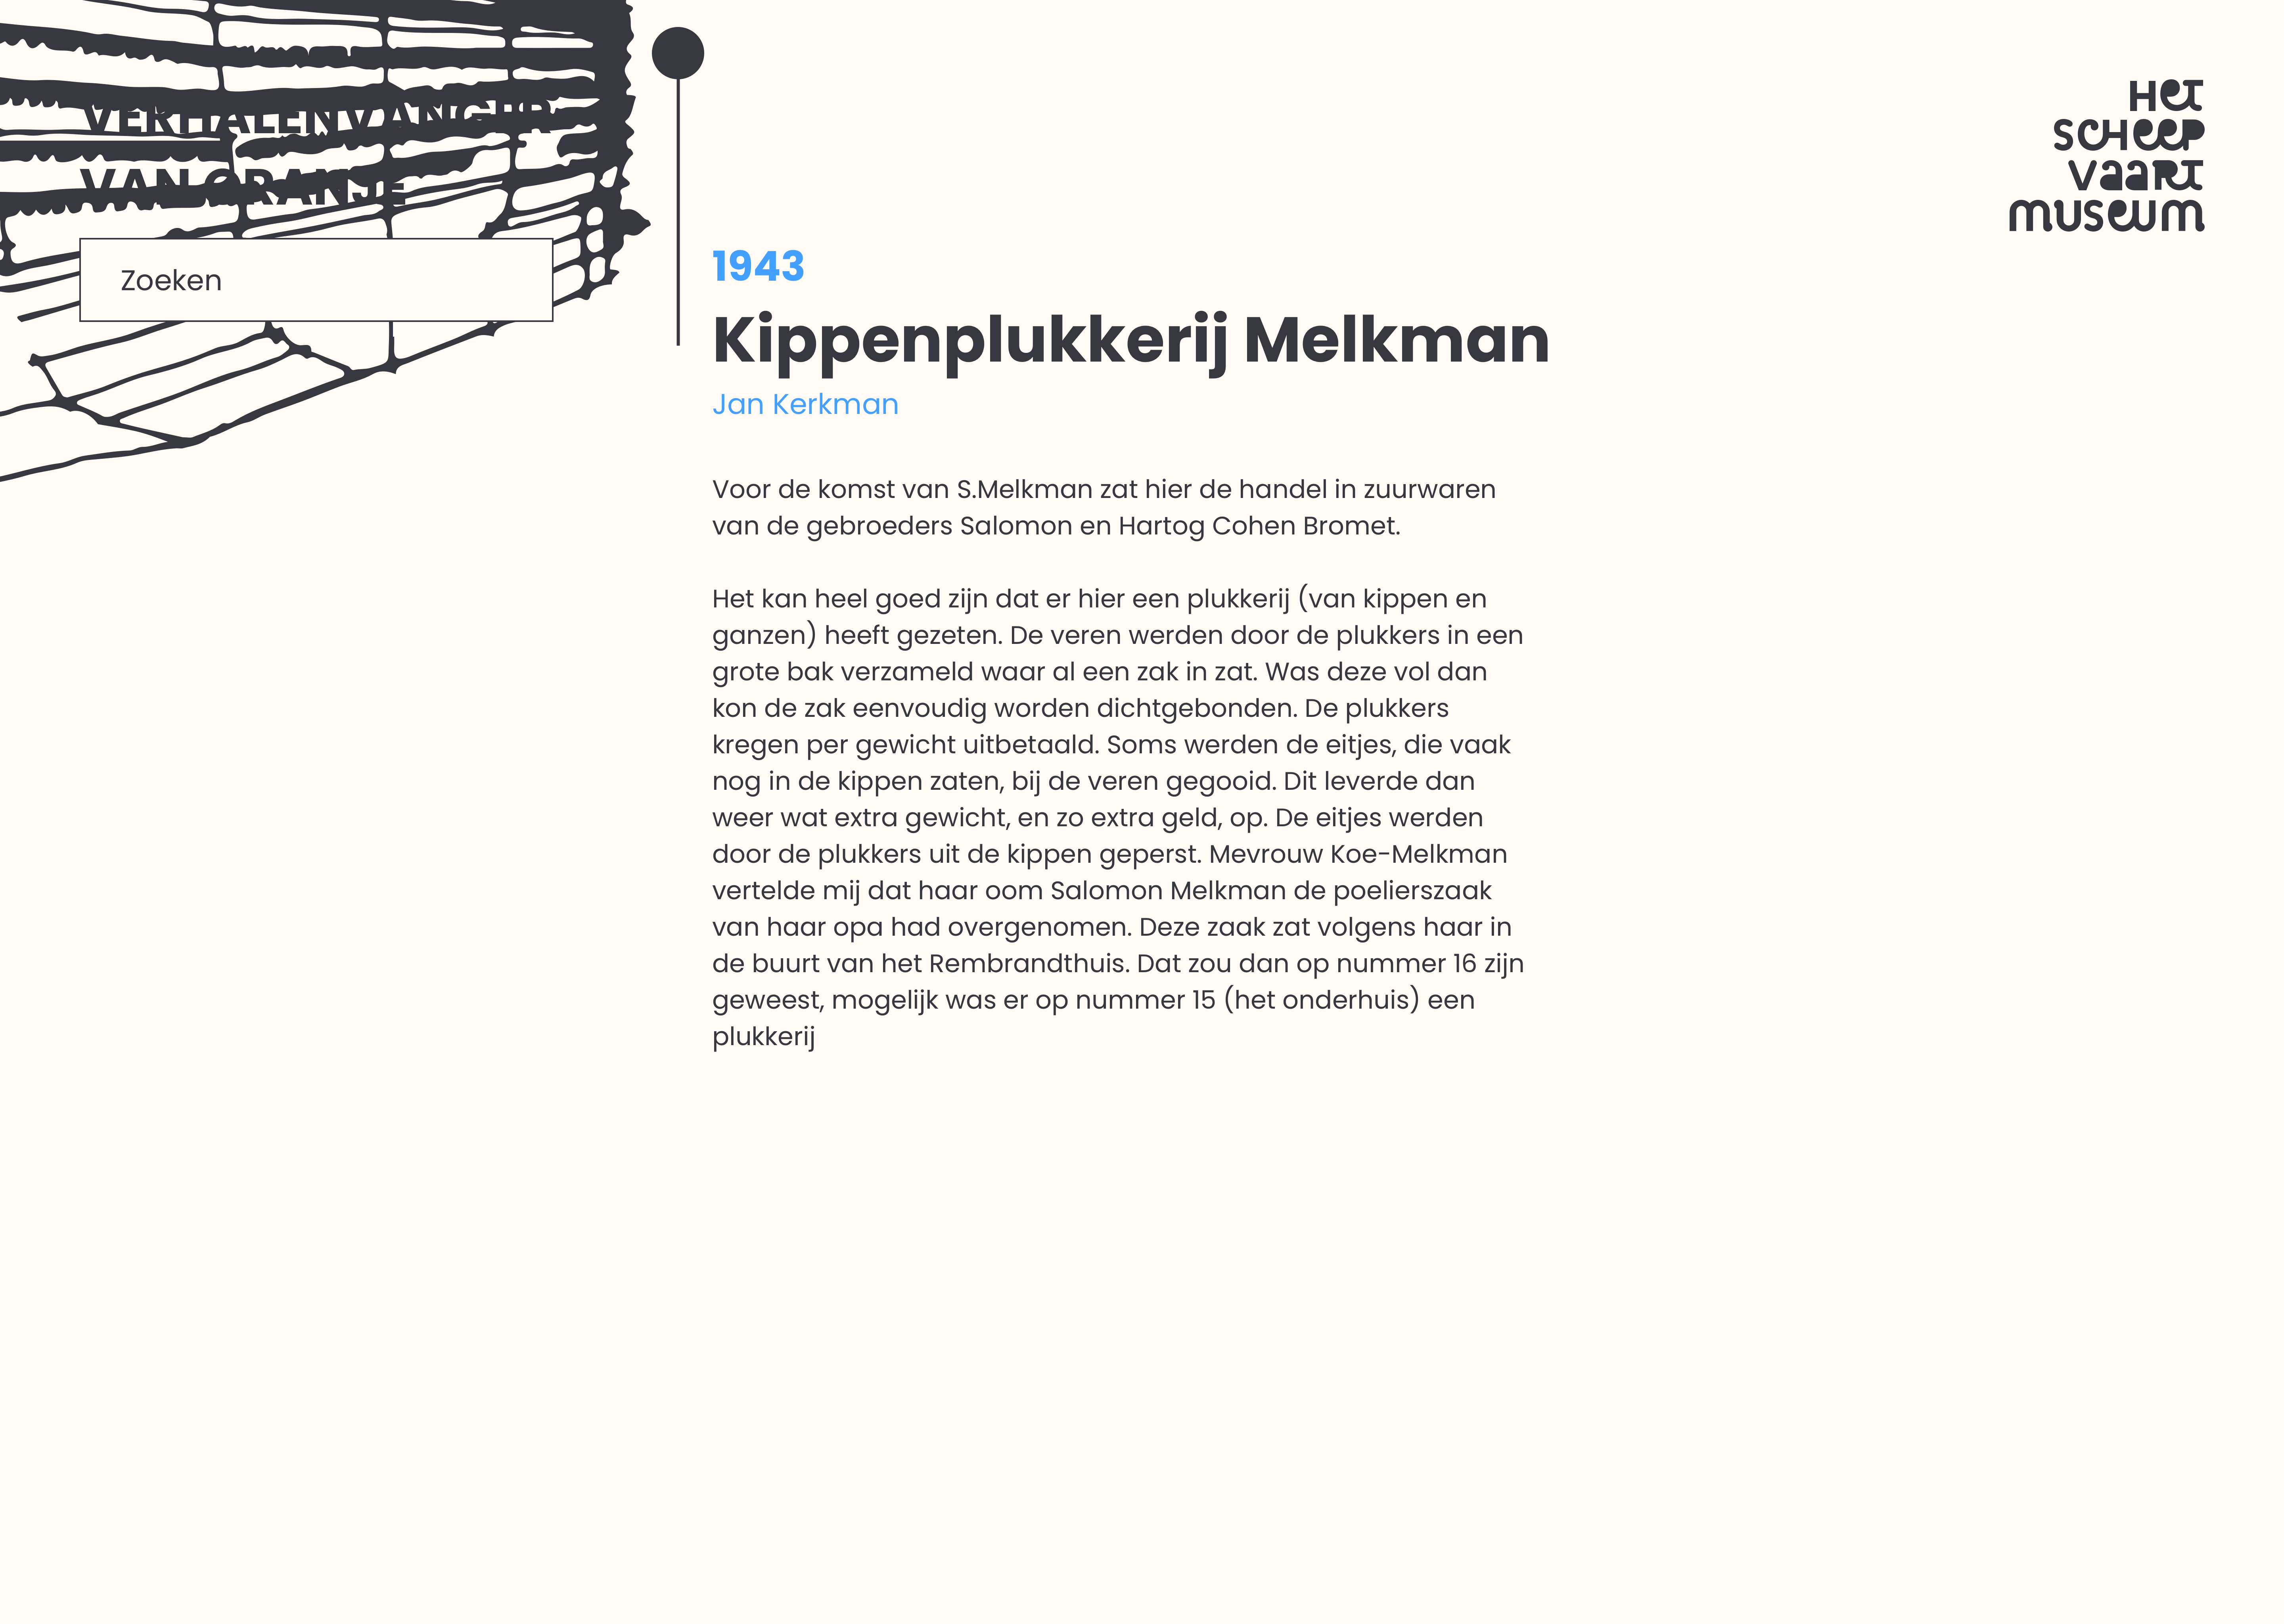 VERHALENVANGER
VAN ORANJE
Zoeken
HET
SCHEEP
VAART
MUSEUM
1943
Kippenplukkerij Melkman
Jan Kerkman
Voor de komst van S.Melkman zat hier de handel in zuurwaren
van de gebroeders Salomon en Hartog Cohen Bromet.
Het kan heel goed zijn dat er hier een plukkerij (van kippen en
ganzen) heeft gezeten. De veren werden door de plukkers in een
grote bak verzameld waar al een zak in zat. Was deze vol dan
kon de zak eenvoudig worden dichtgebonden. De plukkers
kregen per gewicht uitbetaald. Soms werden de eitjes, die vaak
nog in de kippen zaten, bij de veren gegooid. Dit leverde dan
weer wat extra gewicht, en zo extra geld, op. De eitjes werden
door de plukkers uit de kippen geperst. Mevrouw Koe-Melkman
vertelde mij dat haar oom Salomon Melkman de poelierszaak
van haar opa had overgenomen. Deze zaak zat volgens haar in
de buurt van het Rembrandthuis. Dat zou dan op nummer 16 zijn
geweest, mogelijk was er op nummer 15 (het onderhuis) een
plukkerij